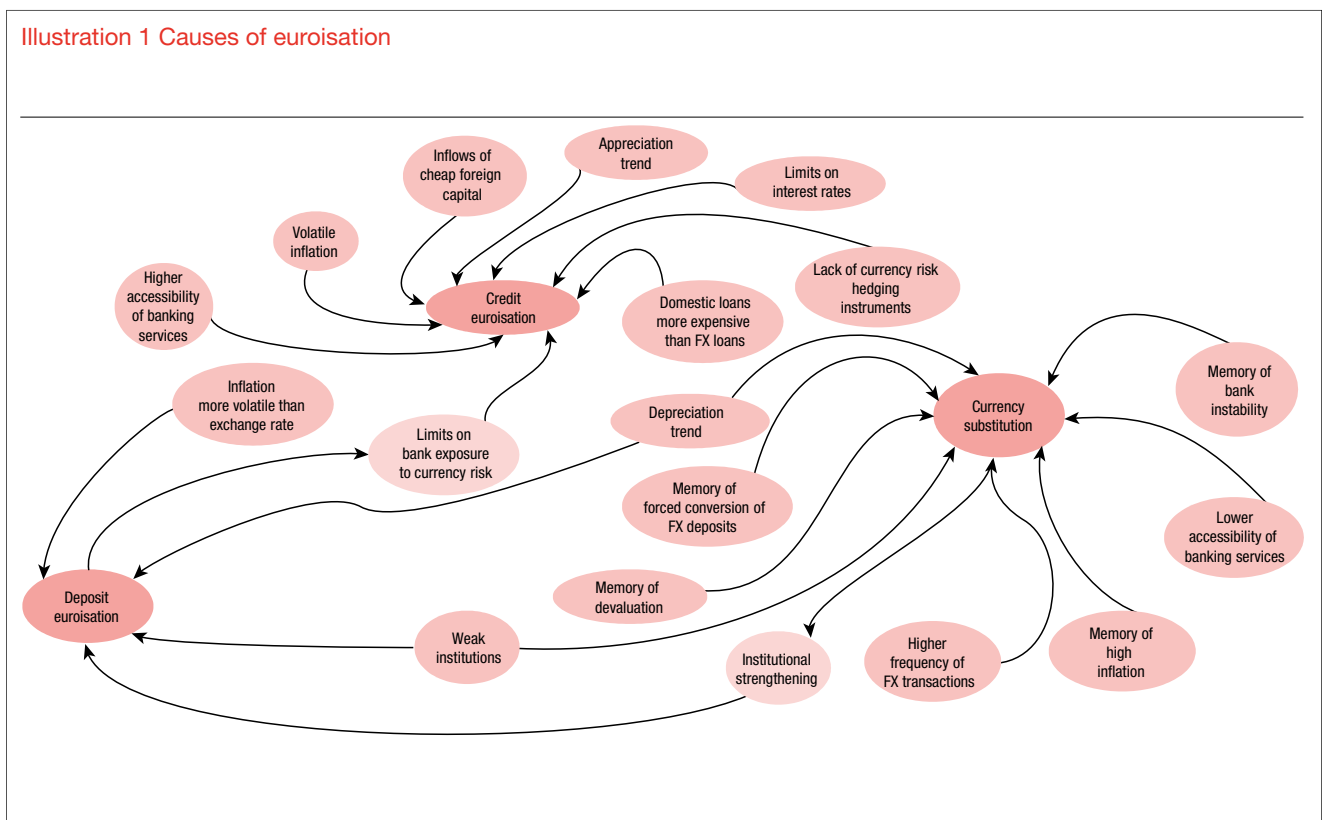 Illustration 1 Causes of euroisation
Appreciation
trend
Inflows of
cheap foreign
capital
Limits on
interest rates
Volatile
inflation
Higher
accessibility
of banking
services
Credit
euroisation
Lack of currency risk
hedging
instruments
Domestic loans
more expensive
than FX loans
Inflation
more volatile than
exchange rate
Limits on
bank exposure
to currency risk
Depreciation
trend
Currency
substitution
Memory of
bank
instability
Memory of
forced conversion of
FX deposits
Lower
accessibility of
banking services
Deposit
euroisation
Memory of
devaluation
Weak
institutions
Institutional
strengthening
Higher
frequency of
FX transactions
Memory of
high
inflation